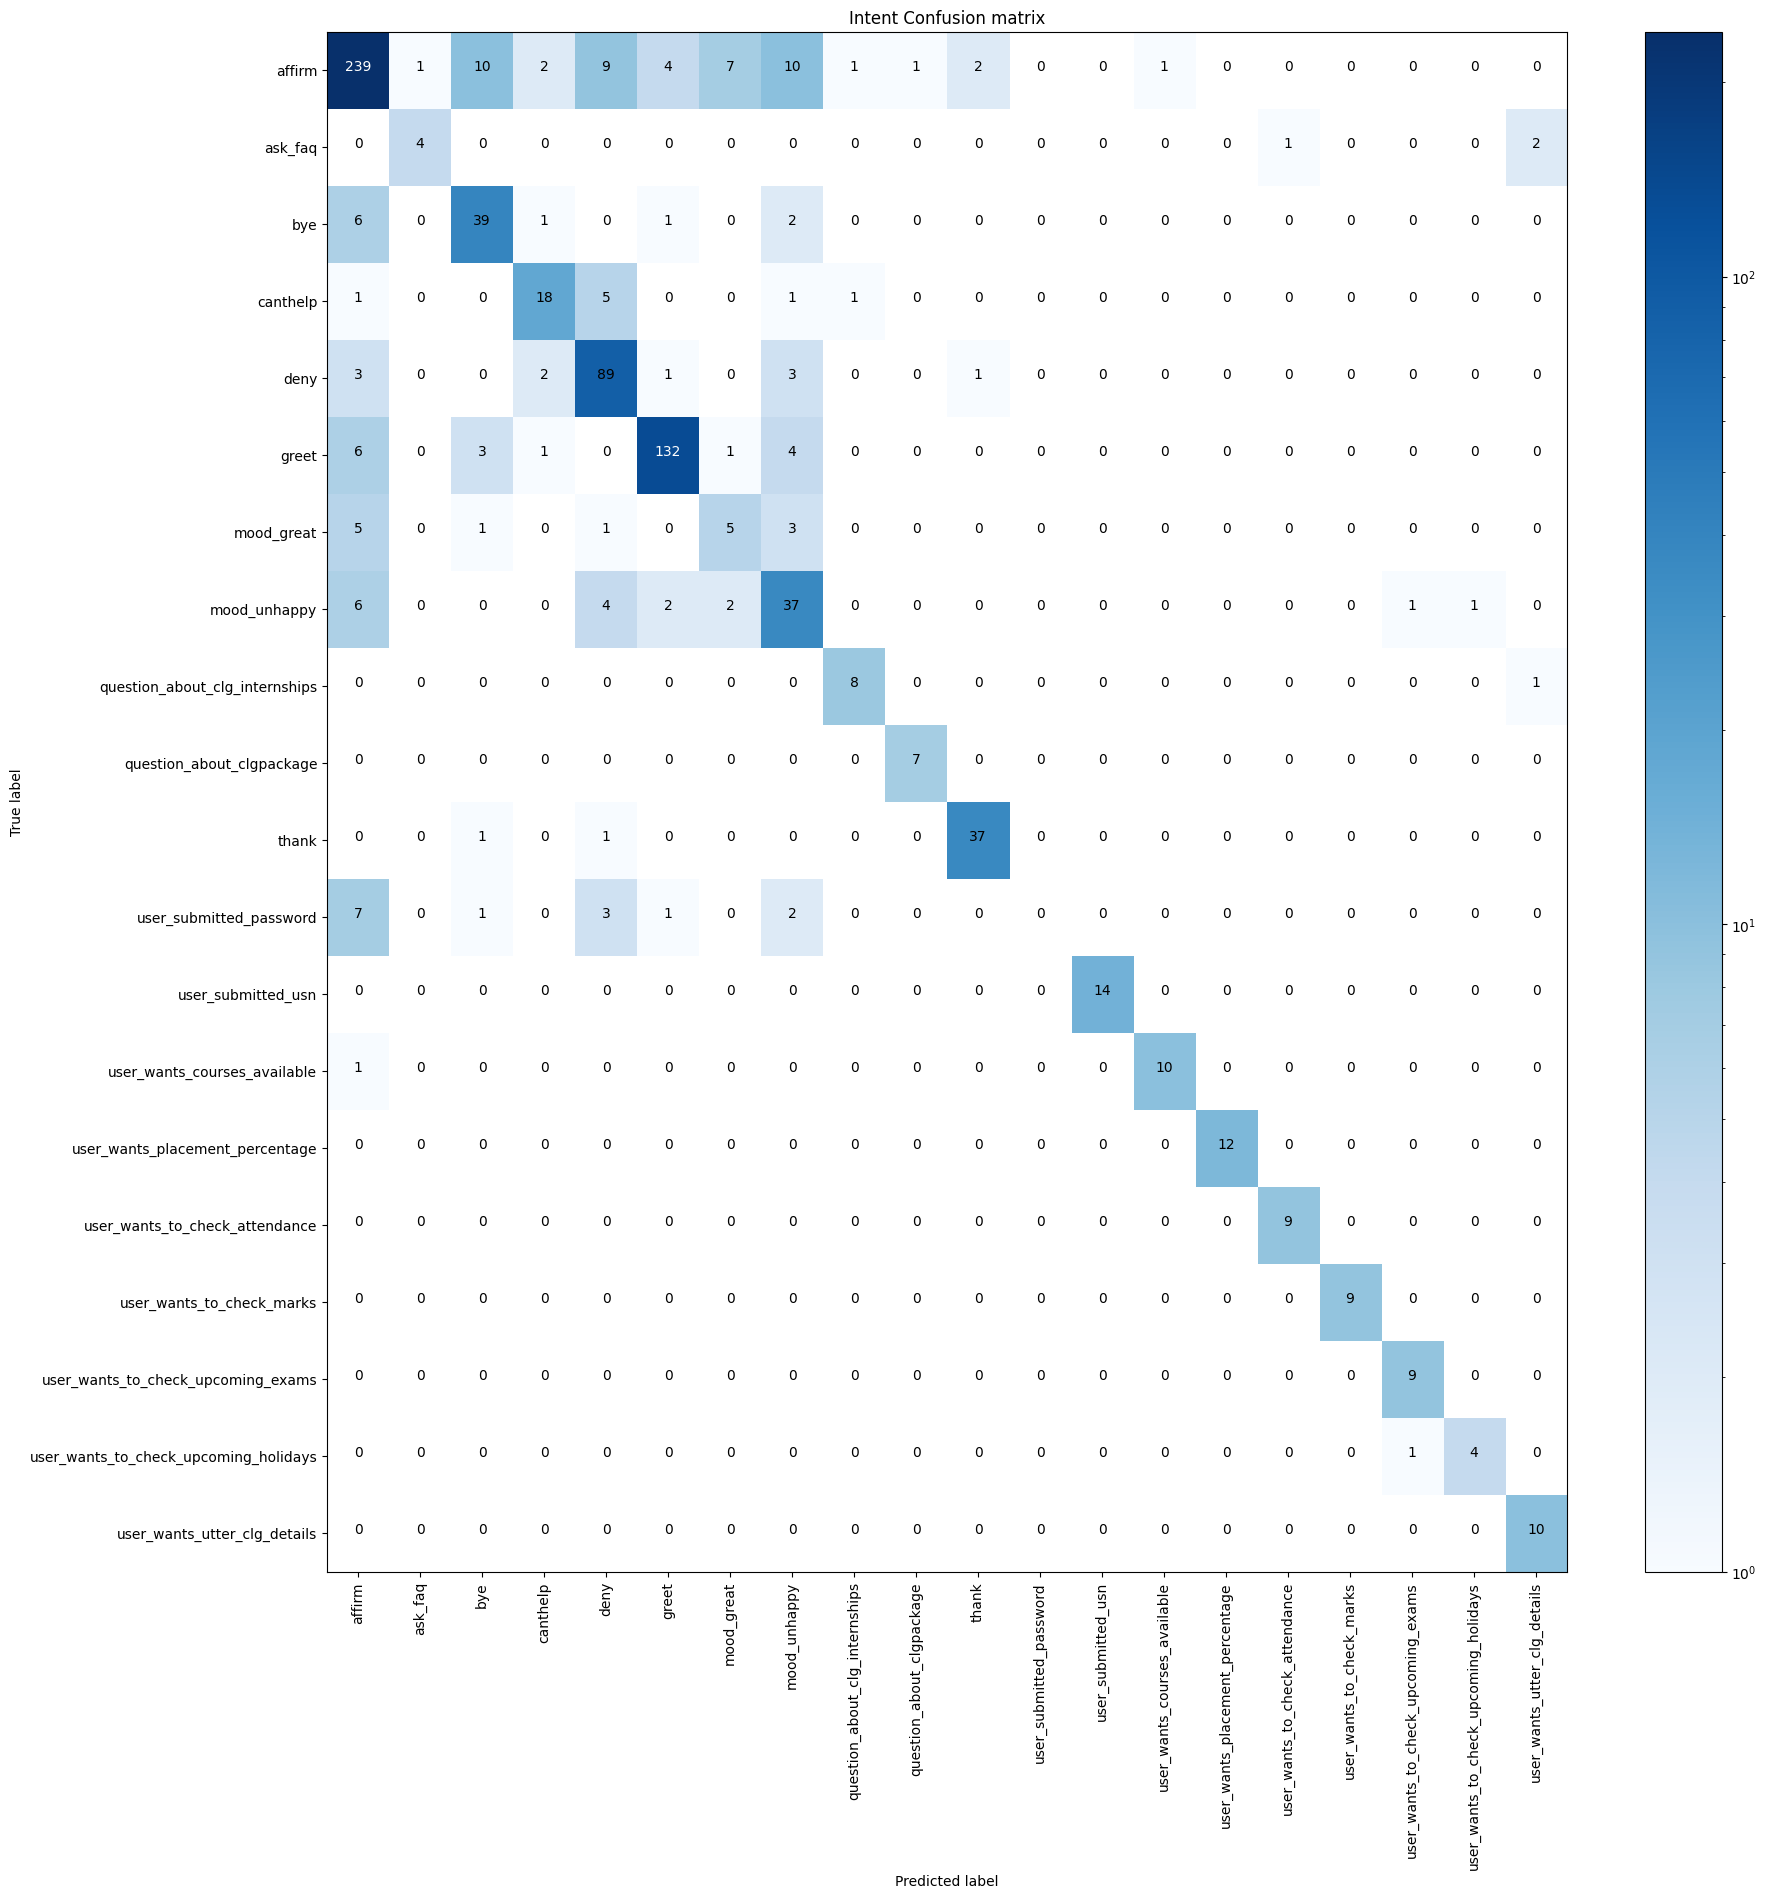 Intent Confusion matrix
affirm 239 1 10 2 9 4 7 10 1 1 2 0 0 1 0 0 0 0 0 0
ask_faq 0 4 0 0 0 0 0 0 0 0 0 0 0 0 0 1 0 0 0 2
bye 6 0 39 1 0 1 0 2 0 0 0 0 0 0 0 0 0 0 0 0
canthelp 1 0 0 18 5 0 0 1 1 0 0 0 0 0 0 0 0 0 0 0
deny 3 0 0 2 89 1 0 3 0 0 1 0 0 0 0 0 0 0 0 0
greet 6 0 3 1 0 132 1 4 0 0 0 0 0 0 0 0 0 0 0 0
mood_great 5 0 1 0 1 0 5 3 0 0 0 0 0 0 0 0 0 0 0 0
mood_unhappy 6 0 0 0 4 2 2 37 0 0 0 0 0 0 0 0 0 1 1 0
question_about_clg_internships 0 0 0 0 0 0 0 0 8 0 0 0 0 0 0 0 0 0 0 1
question_about_clgpackage 0 0 0 0 0 0 0 0 0 7 0 0 0 0 0 0 0 0 0 0
thank 0 0 1 0 1 0 0 0 0 0 37 0 0 0 0 0 0 0 0 0
user_submitted_password 7 0 1 0 3 1 0 2 0 0 0 0 0 0 0 0 0 0 0 0
user_submitted_usn 0 0 0 0 0 0 0 0 0 0 0 0 14 0 0 0 0 0 0 0
user_wants_courses_available 1 0 0 0 0 0 0 0 0 0 0 0 0 10 0 0 0 0 0 0
user_wants_placement_percentage 0 0 0 0 0 0 0 0 0 0 0 0 0 0 12 0 0 0 0 0
user_wants_to_check_attendance 0 0 0 0 0 0 0 0 0 0 0 0 0 0 0 9 0 0 0 0
user_wants_to_check_marks 0 0 0 0 0 0 0 0 0 0 0 0 0 0 0 0 9 0 0 0
user_wants_to_check_upcoming_exams 0 0 0 0 0 0 0 0 0 0 0 0 0 0 0 0 0 9 0 0
user_wants_to_check_upcoming_holidays 0 0 0 0 0 0 0 0 0 0 0 0 0 0 0 0 0 1 4 0
user_wants_utter_clg_details 0 0 0 0 0 0 0 0 0 0 0 0 0 0 0 0 0 0 0 10
True label
affirm
ask_faq
bye
canthelp
deny
greet
mood_great
mood_unhappy
question_about_clg_internships
question_about_clgpackage
thank
user_submitted_password
user_submitted_usn
user_wants_courses_available
user_wants_placement_percentage
user_wants_to_check_attendance
user_wants_to_check_marks
user_wants_to_check_upcoming_exams
user_wants_to_check_upcoming_holidays
user_wants_utter_clg_details
Predicted label
10²
10¹
10⁰